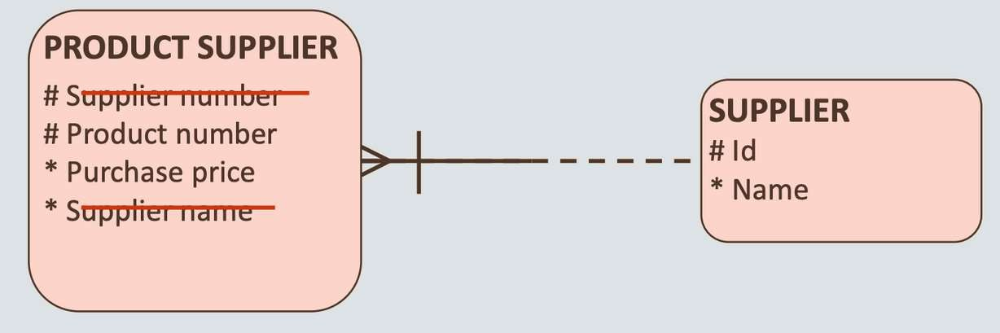 PRODUCT SUPPLIER
# Supplier number
# Product number
* Purchase price
* Supplier name
SUPPLIER
# Id
* Name